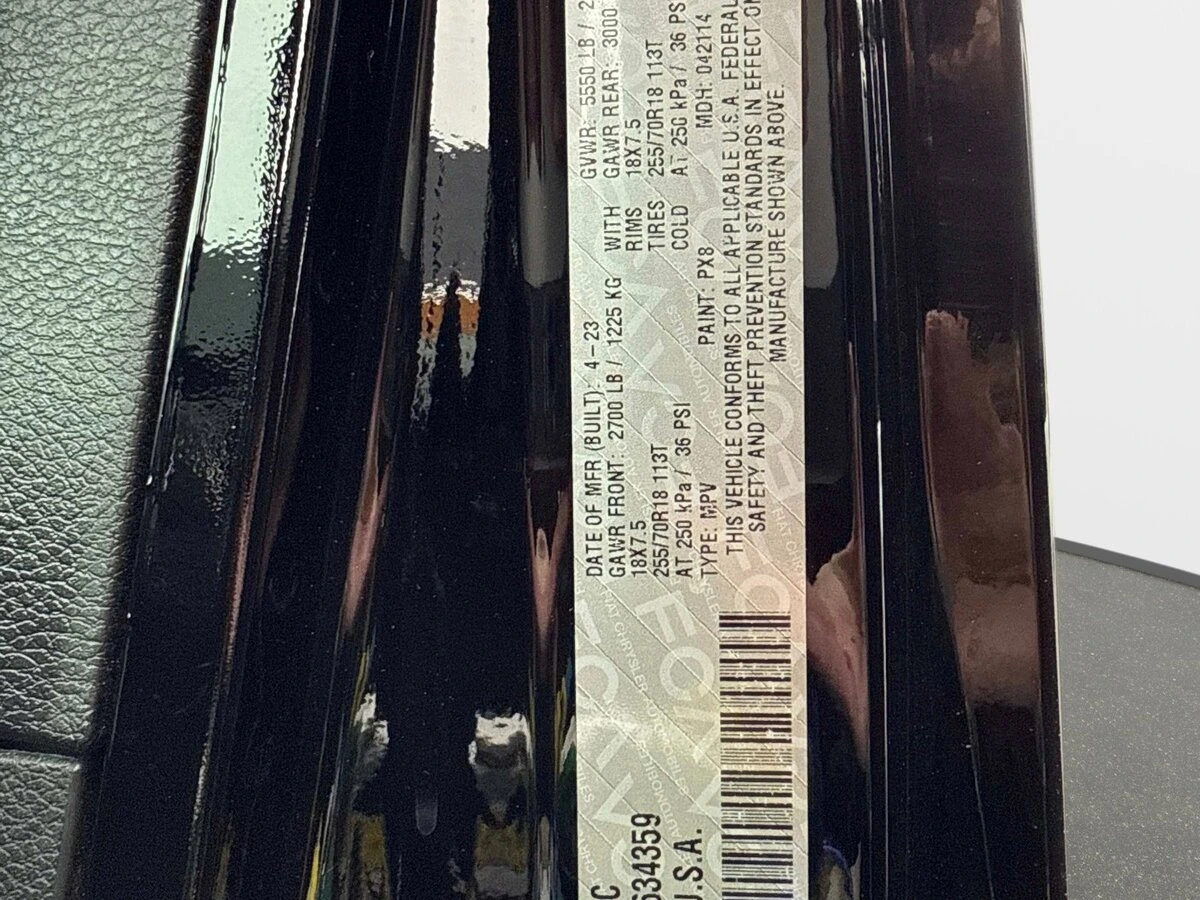 C
634359
U.S.A.
DATE OF MFR (BUILT): 4-23 GVWR: 5550 LB / 2
GAWR FRONT: 2700 LB / 1225 KG WITH GAWR REAR: 3000
18X7.5 RIMS 18X7.5
255/70R18 113T TIRES 255/70R18 113T
AT 250 kPa / 36 PSI COLD AT 250 kPa / 36 PS
TYPE: MPV PAINT: PX8 MDH: 042114
THIS VEHICLE CONFORMS TO ALL APPLICABLE U.S.A. FEDERAL
SAFETY AND THEFT PREVENTION STANDARDS IN EFFECT ON
MANUFACTURE SHOWN ABOVE.